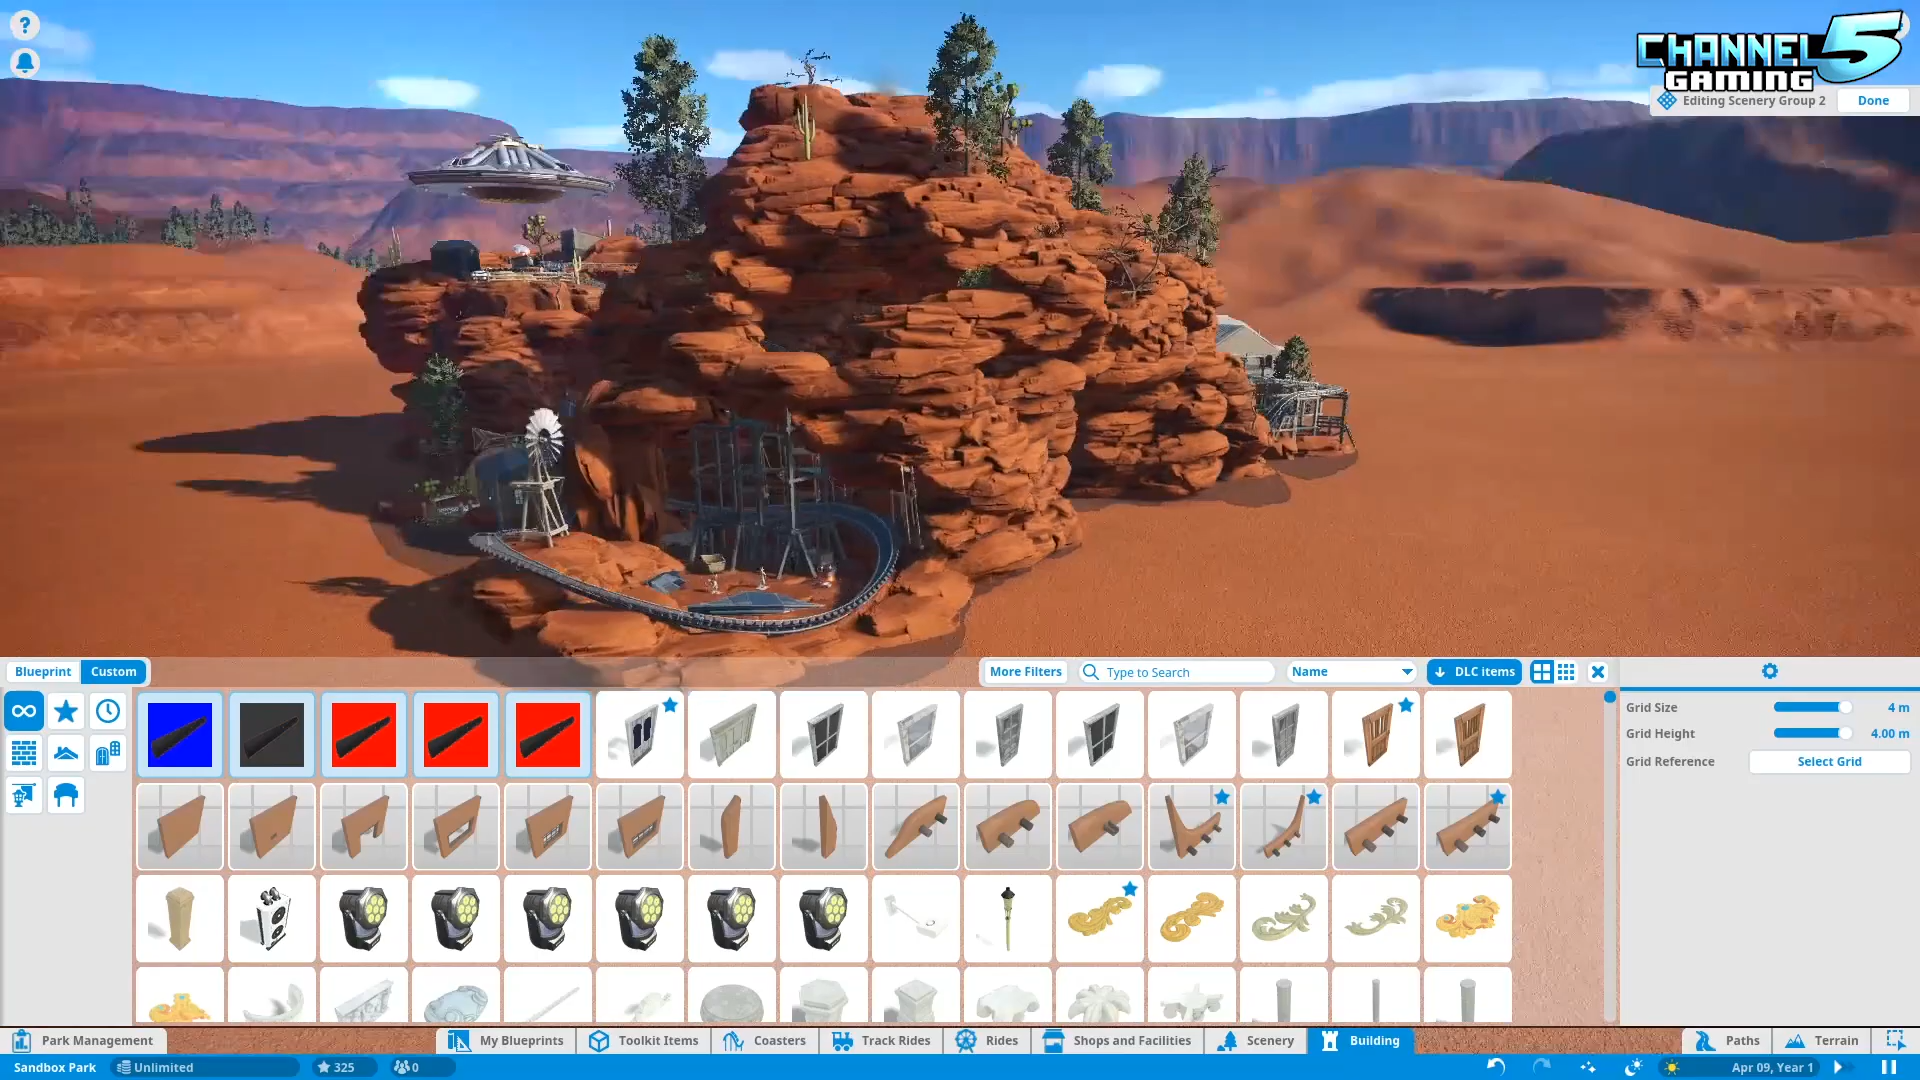 ?
CHANNEL 5
GAMING
Editing Scenery Group 2
Done
Blueprint
Custom
More Filters
Type to Search
Name
DLC items
Grid Size
4 m
Grid Height
4.00 m
Grid Reference
Select Grid
Park Management
My Blueprints
Toolkit Items
Coasters
Track Rides
Rides
Shops and Facilities
Scenery
Building
Paths
Terrain
Sandbox Park
Unlimited
325
0
Apr 09, Year 1